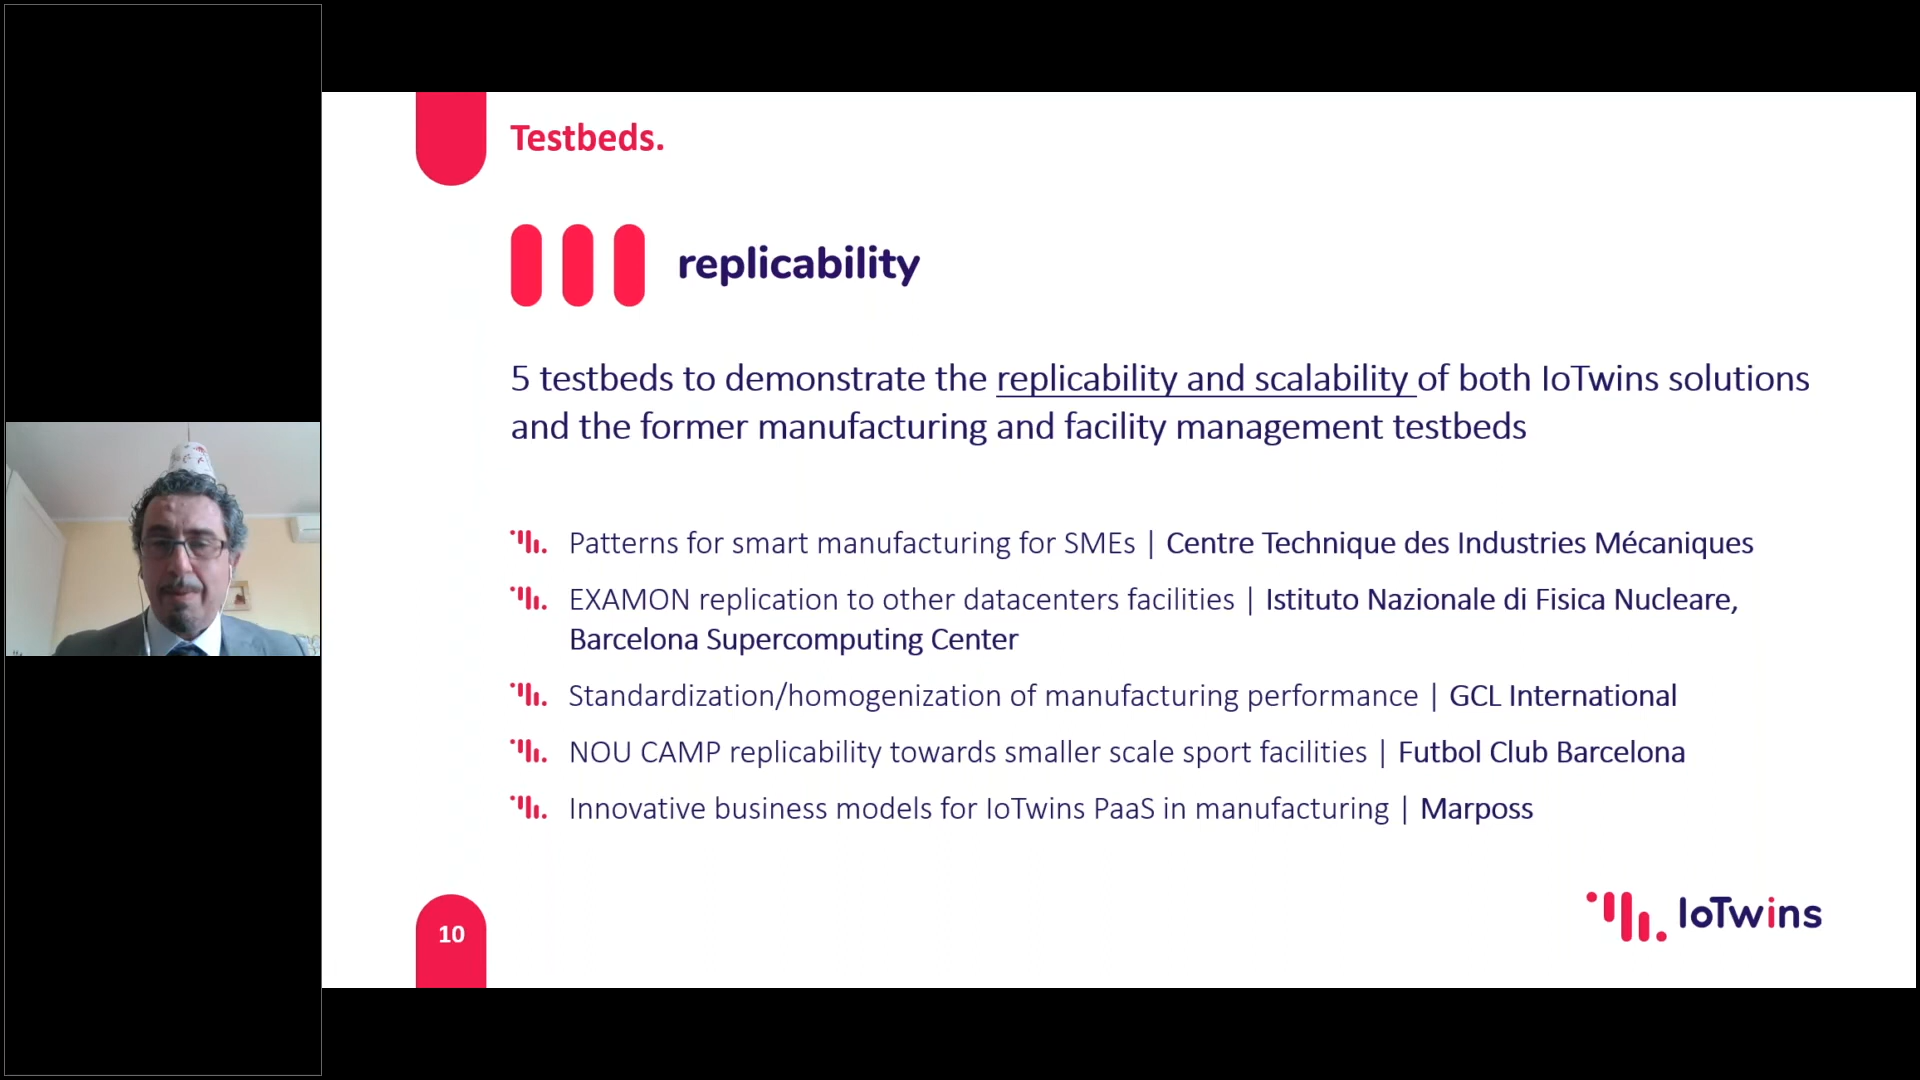 Testbeds.
replicability
5 testbeds to demonstrate the replicability and scalability of both IoTwins solutions
and the former manufacturing and facility management testbeds
Patterns for smart manufacturing for SMEs | Centre Technique des Industries Mécaniques
EXAMON replication to other datacenters facilities | Istituto Nazionale di Fisica Nucleare,
Barcelona Supercomputing Center
Standardization/homogenization of manufacturing performance | GCL International
NOU CAMP replicability towards smaller scale sport facilities | Futbol Club Barcelona
Innovative business models for IoTwins PaaS in manufacturing | Marposs
10
IoTwins